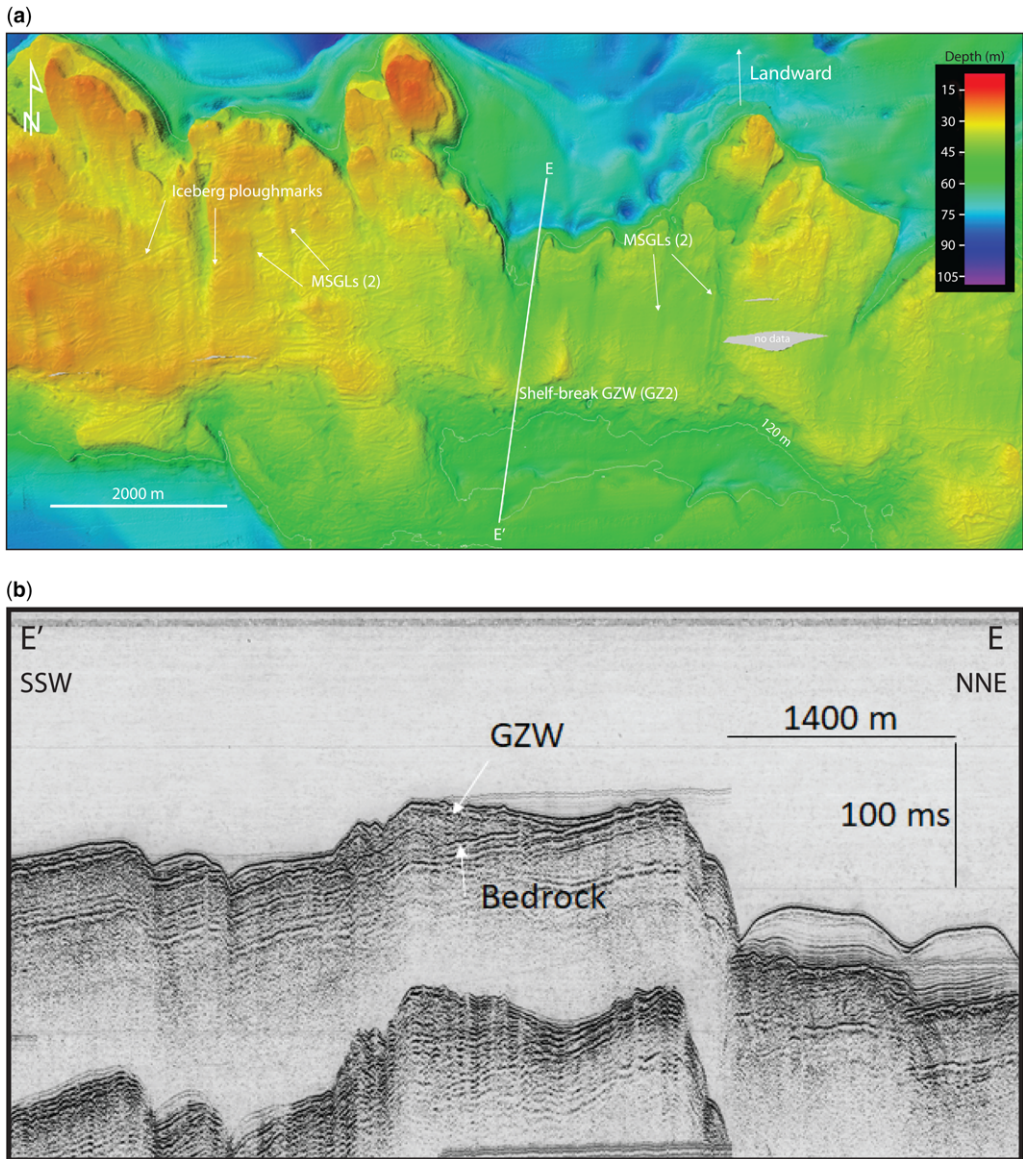 (a)
Depth (m)
15
30
45
60
75
90
105
N
Landward
E
Iceberg ploughmarks
MSGLs (2)
MSGLs (2)
no data
Shelf-break GZW (GZ2)
120 m
2000 m
E'
(b)
E'
E
SSW
NNE
1400 m
GZW
100 ms
Bedrock